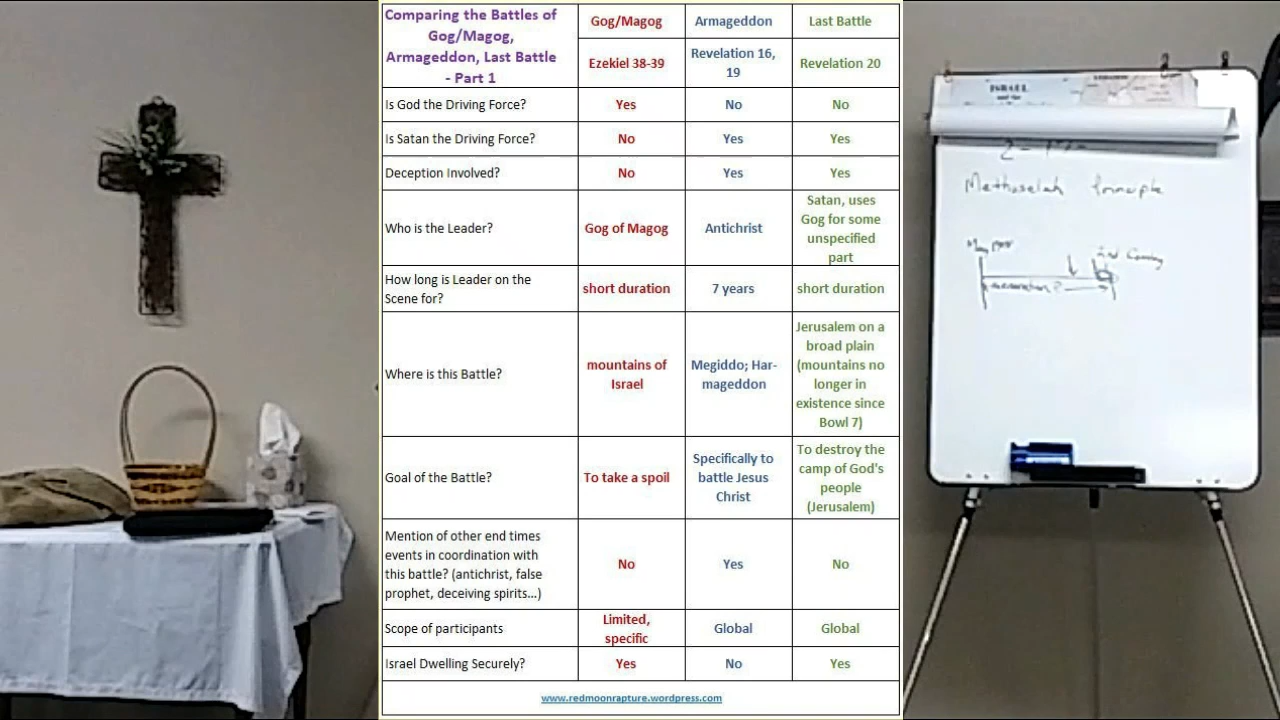 Comparing the Battles of
Gog/Magog,
Armageddon, Last Battle
- Part 1
Gog/Magog
Armageddon
Last Battle
Ezekiel 38-39
Revelation 16,
19
Revelation 20
Is God the Driving Force?
Yes
No
No
Is Satan the Driving Force?
No
Yes
Yes
Deception Involved?
No
Yes
Yes
Who is the Leader?
Gog of Magog
Antichrist
Satan, uses
Gog for some
unspecified
part
How long is Leader on the
Scene for?
short duration
7 years
short duration
Where is this Battle?
mountains of
Israel
Megiddo; Har-
mageddon
Jerusalem on a
broad plain
(mountains no
longer in
existence since
Bowl 7)
Goal of the Battle?
To take a spoil
Specifically to
battle Jesus
Christ
To destroy the
camp of God's
people
(Jerusalem)
Mention of other end times
events in coordination with
this battle? (antichrist, false
prophet, deceiving spirits...)
No
Yes
No
Scope of participants
Limited,
specific
Global
Global
Israel Dwelling Securely?
Yes
No
Yes
www.redmoonrapture.wordpress.com
ISRAEL
Methuselah Principle
2nd Coming